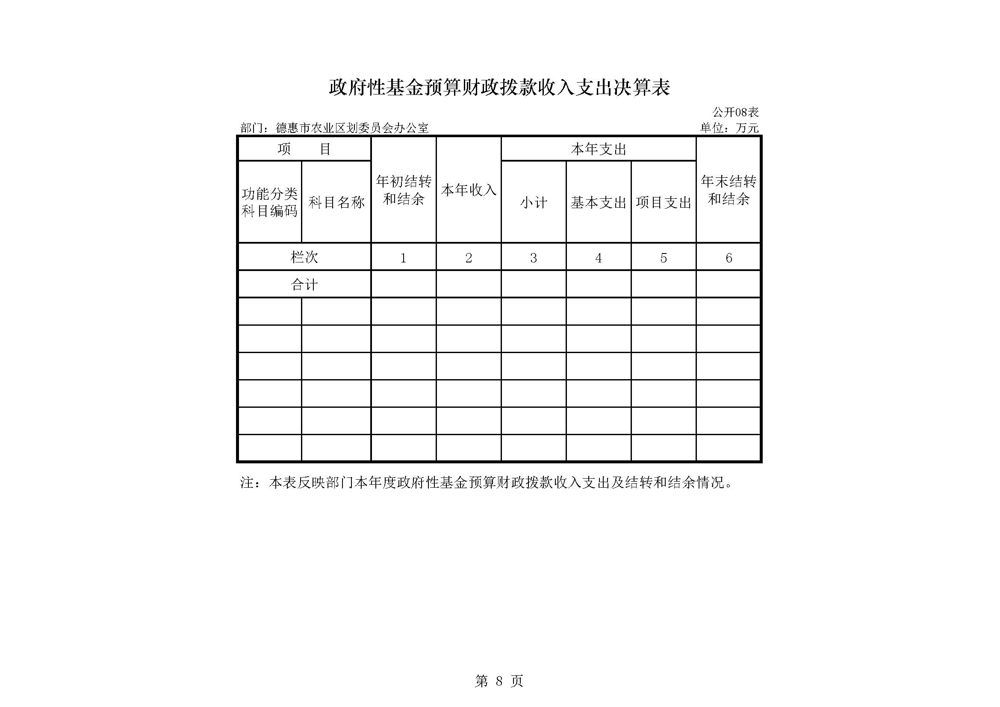 政府性基金预算财政拨款收入支出决算表
公开08表
部门：德惠市农业区划委员会办公室 单位：万元
项 目 年初结转和结余 本年收入 本年支出 年末结转和结余
功能分类科目编码 科目名称 小计 基本支出 项目支出
栏次 1 2 3 4 5 6
合计
注：本表反映部门本年度政府性基金预算财政拨款收入支出及结转和结余情况。
第 8 页